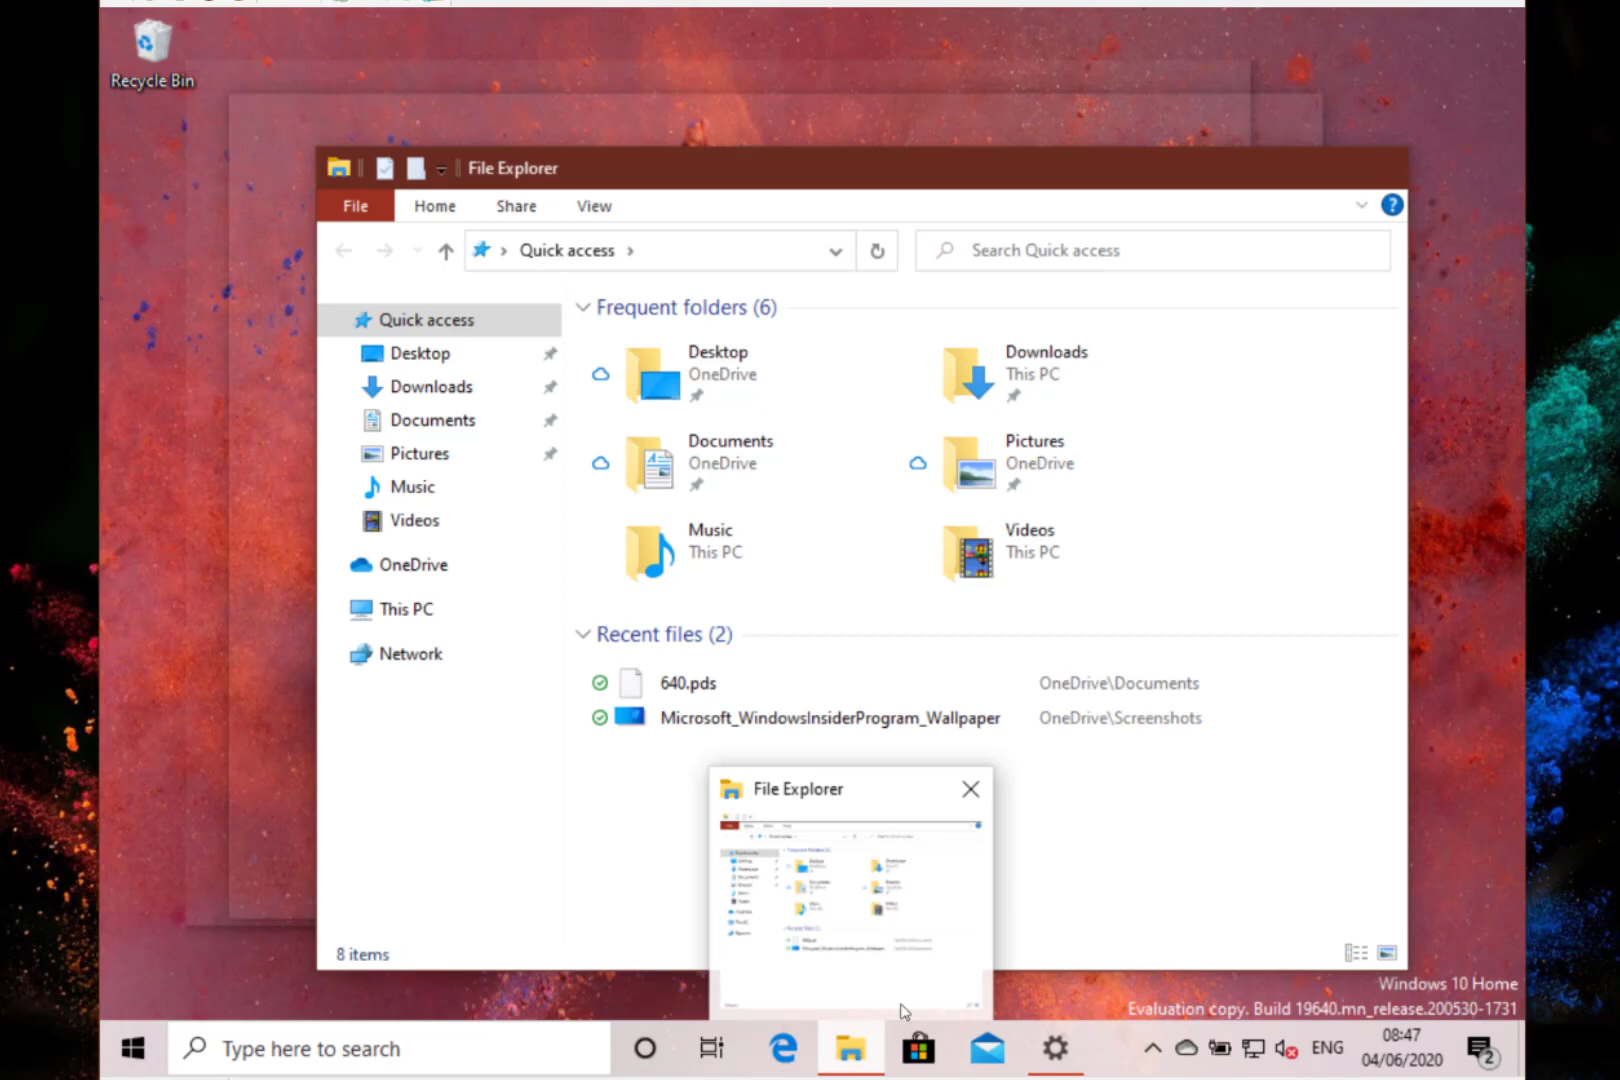 Recycle Bin
File Explorer
File Home Share View
Quick access
Search Quick access
Quick access
Desktop
Downloads
Documents
Pictures
Music
Videos
OneDrive
This PC
Network
Frequent folders (6)
Desktop
OneDrive
Downloads
This PC
Documents
OneDrive
Pictures
OneDrive
Music
This PC
Videos
This PC
Recent files (2)
640.pds OneDrive\Documents
Microsoft_WindowsInsiderProgram_Wallpaper OneDrive\Screenshots
8 items
File Explorer
Windows 10 Home
Evaluation copy. Build 19640.mn_release.200530-1731
Type here to search
ENG
08:47
04/06/2020
2